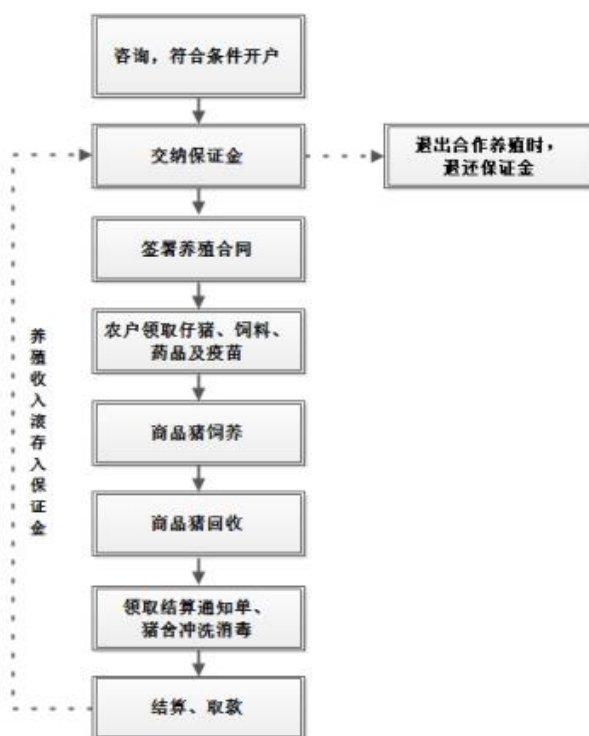 咨询，符合条件开户
交纳保证金
退出合作养殖时，
退还保证金
签署养殖合同
农户领取仔猪、饲料、
药品及疫苗
商品猪饲养
商品猪回收
领取结算通知单、
猪舍冲洗消毒
结算、取款
养殖收入滚存入保证金